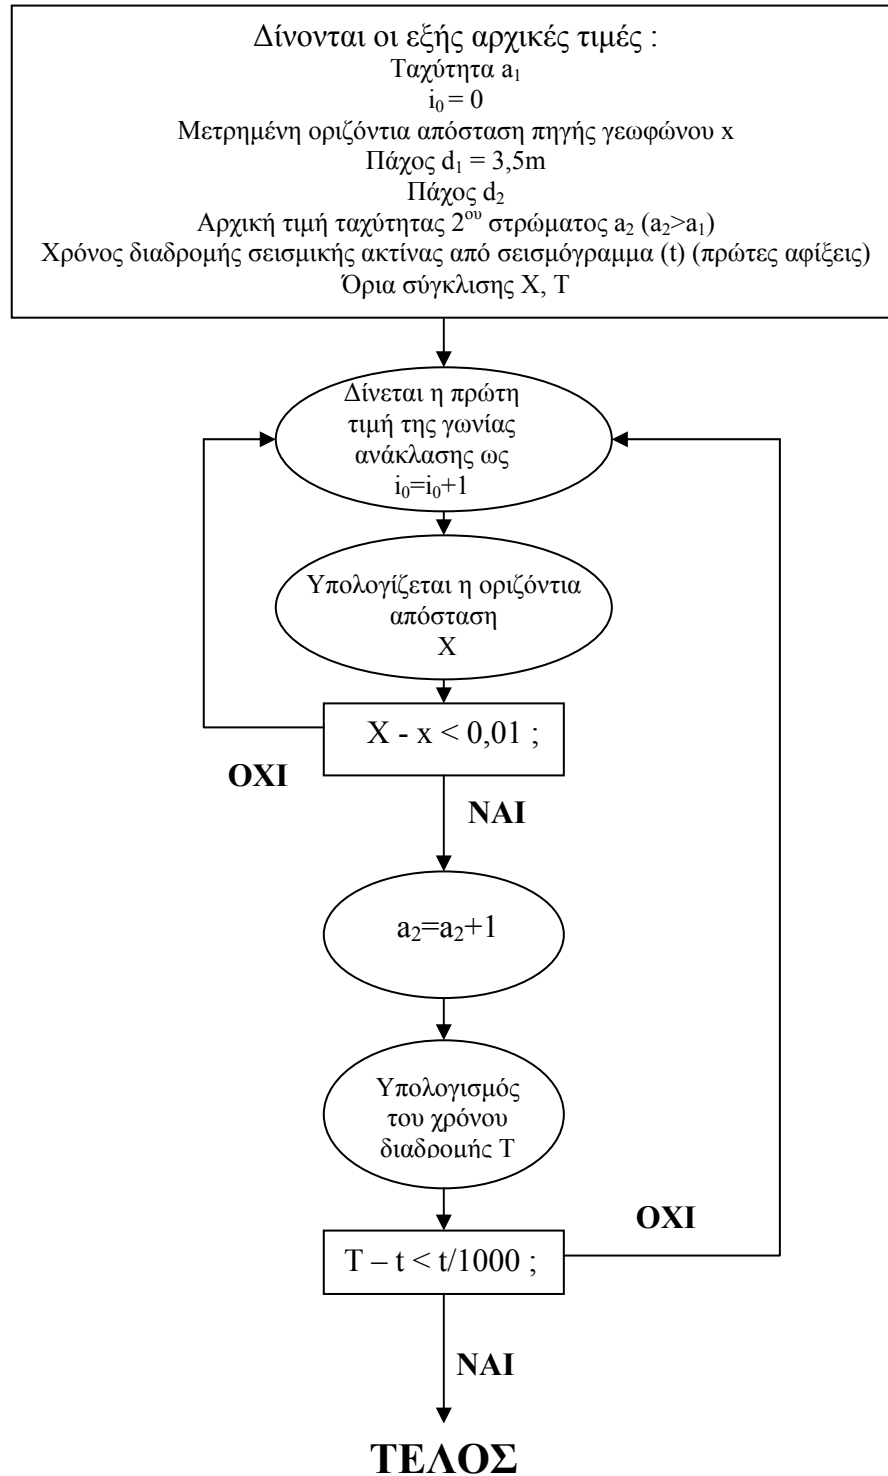 Δίνονται οι εξής αρχικές τιμές :
Ταχύτητα a₁
i₀ = 0
Μετρημένη οριζόντια απόσταση πηγής γεωφώνου x
Πάχος d₁ = 3,5m
Πάχος d₂
Αρχική τιμή ταχύτητας 2ᵒᵘ στρώματος a₂ (a₂>a₁)
Χρόνος διαδρομής σεισμικής ακτίνας από σεισμόγραμμα (t) (πρώτες αφίξεις)
Όρια σύγκλισης X, T
Δίνεται η πρώτη
τιμή της γωνίας
ανάκλασης ως
i₀=i₀+1
Υπολογίζεται η οριζόντια
απόσταση
X
X - x < 0,01 ;
ΟΧΙ
ΝΑΙ
a₂=a₂+1
Υπολογισμός
του χρόνου
διαδρομής T
ΟΧΙ
T – t < t/1000 ;
ΝΑΙ
ΤΕΛΟΣ